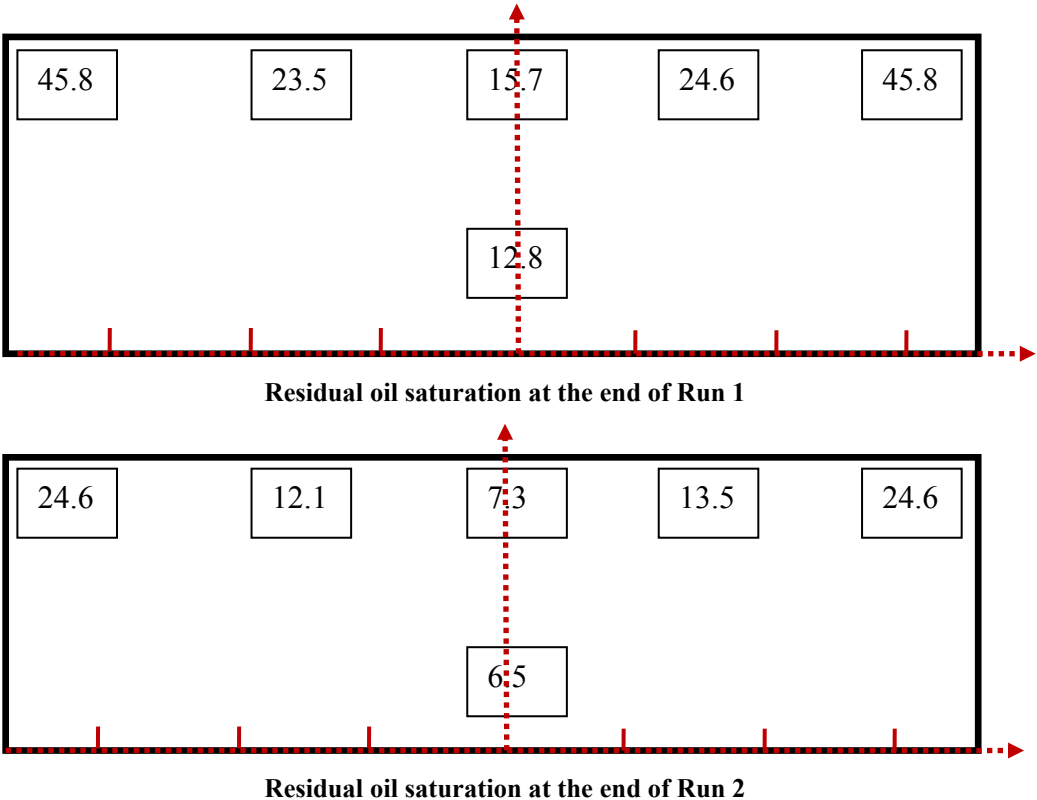 45.8 23.5 15.7 24.6 45.8
12.8
Residual oil saturation at the end of Run 1
24.6 12.1 7.3 13.5 24.6
6.5
Residual oil saturation at the end of Run 2